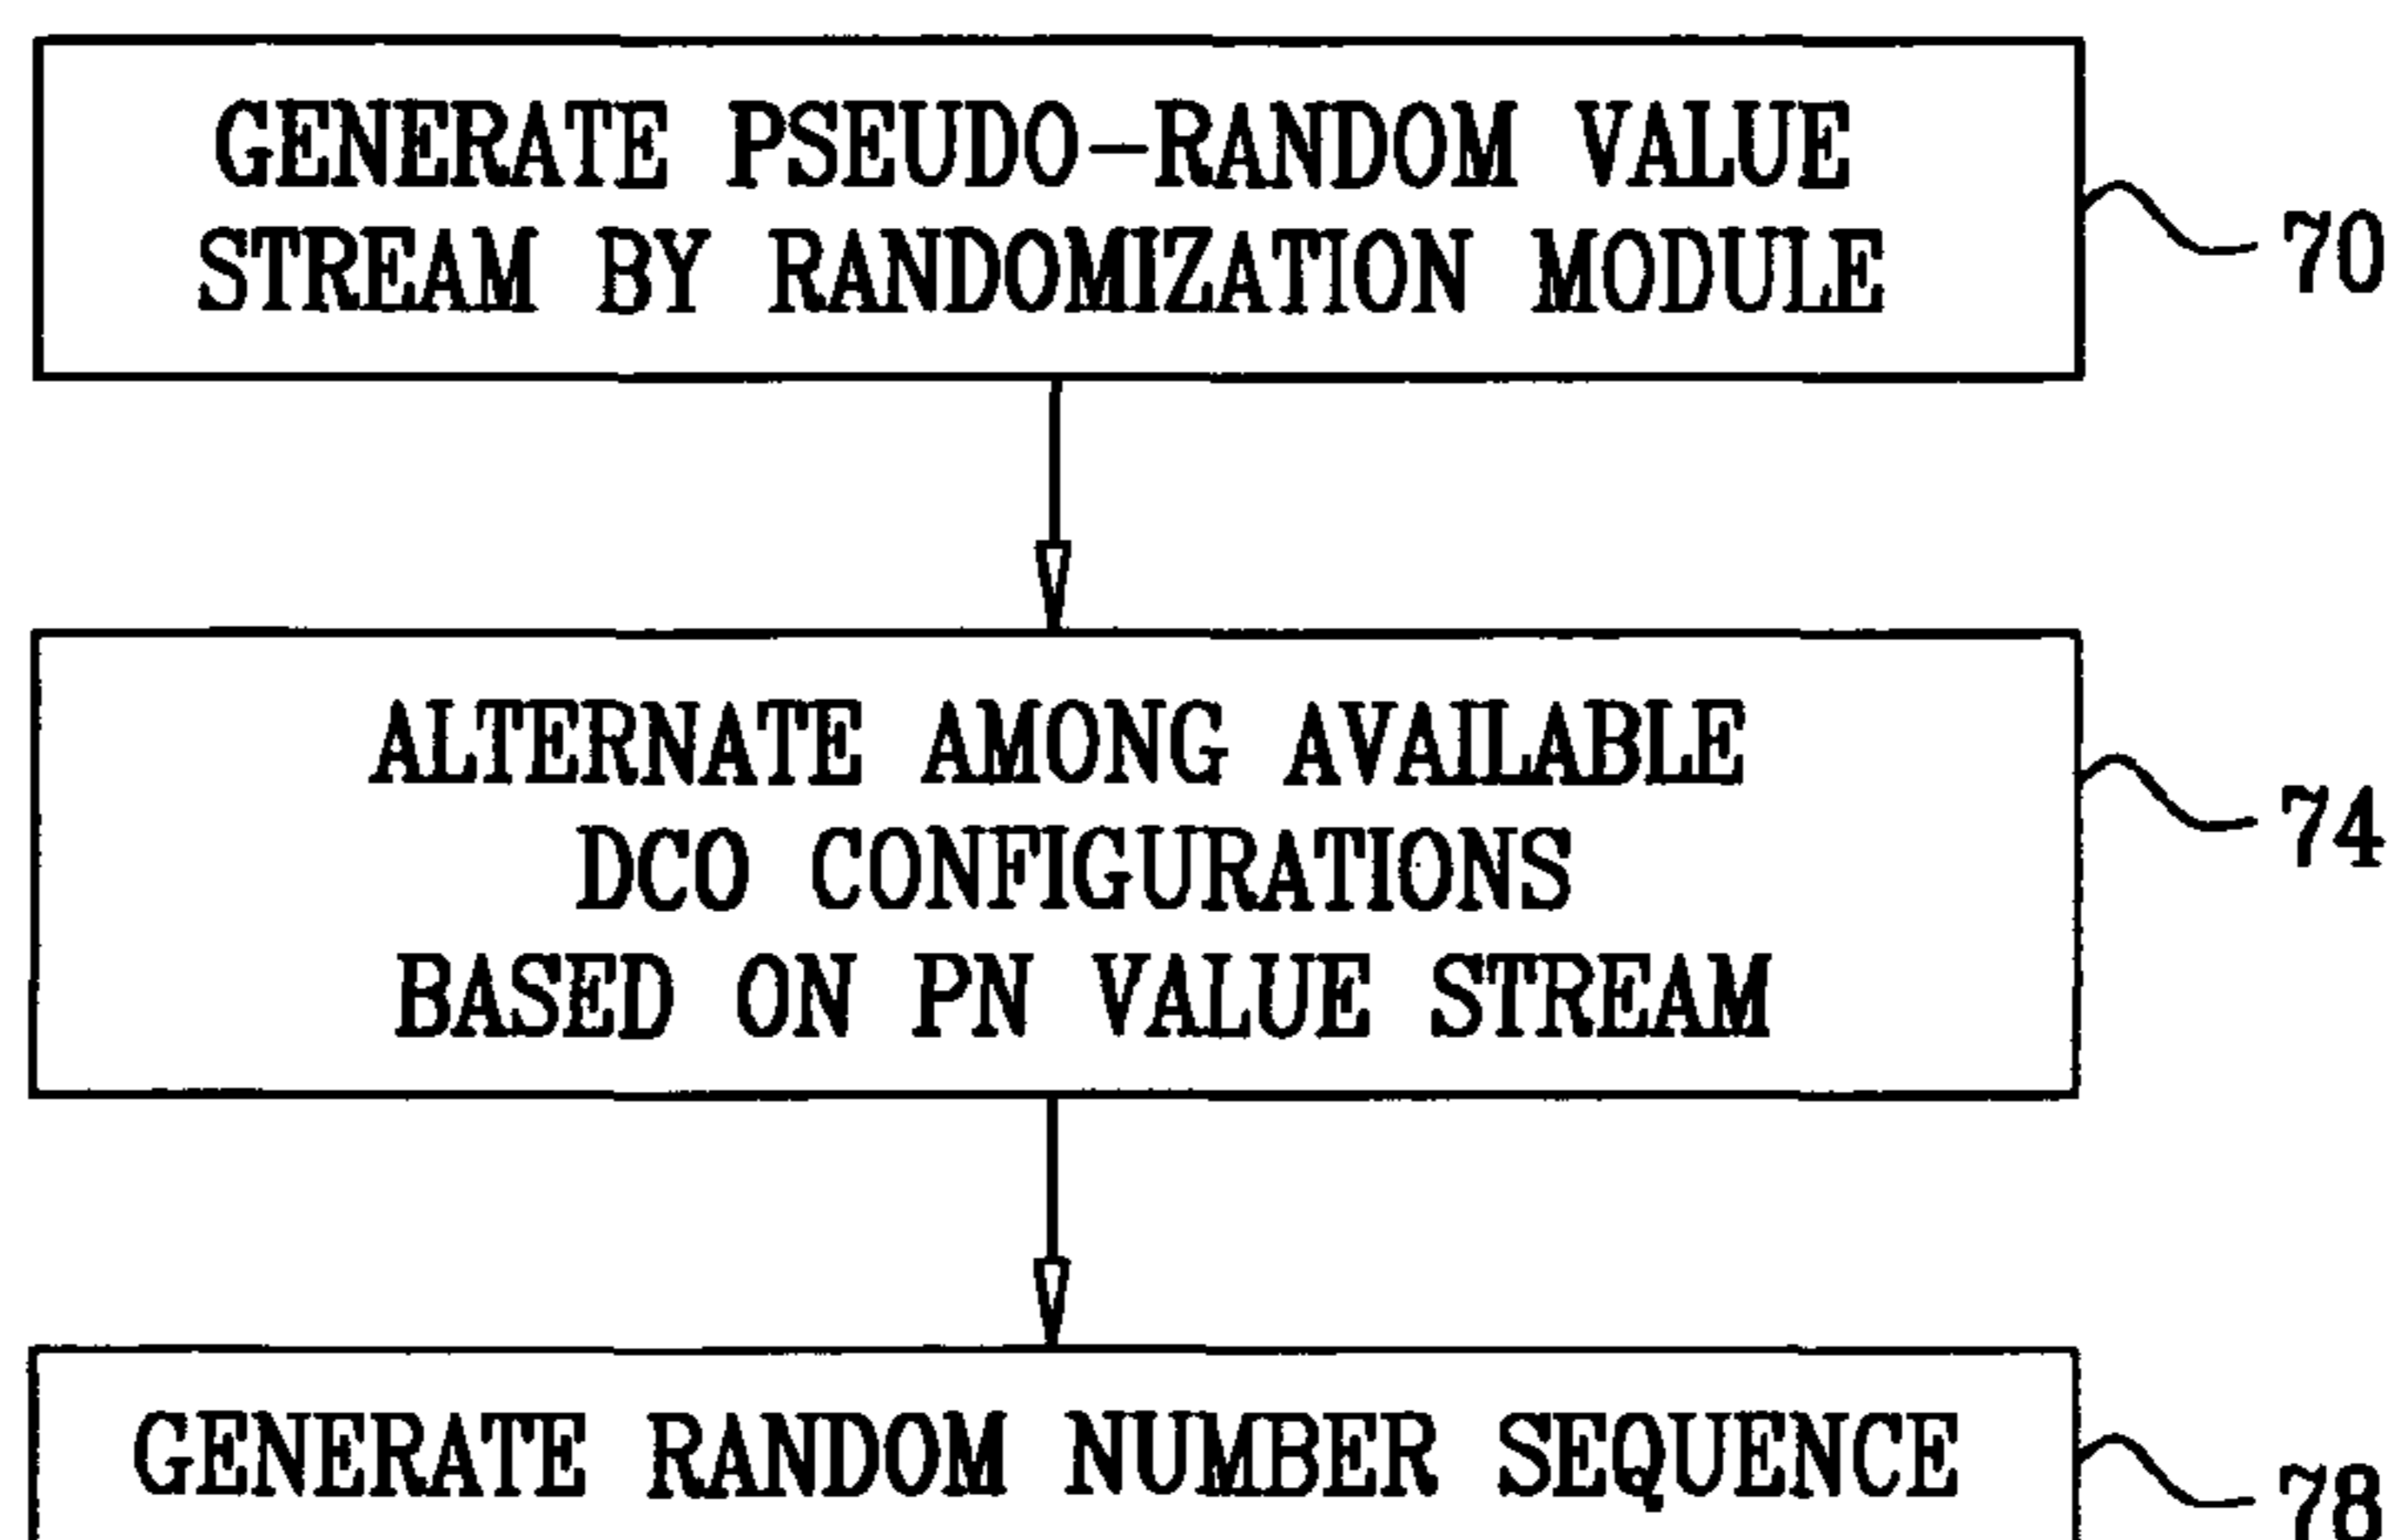 GENERATE PSEUDO-RANDOM VALUE
STREAM BY RANDOMIZATION MODULE
70
ALTERNATE AMONG AVAILABLE
DCO CONFIGURATIONS
BASED ON PN VALUE STREAM
74
GENERATE RANDOM NUMBER SEQUENCE
78